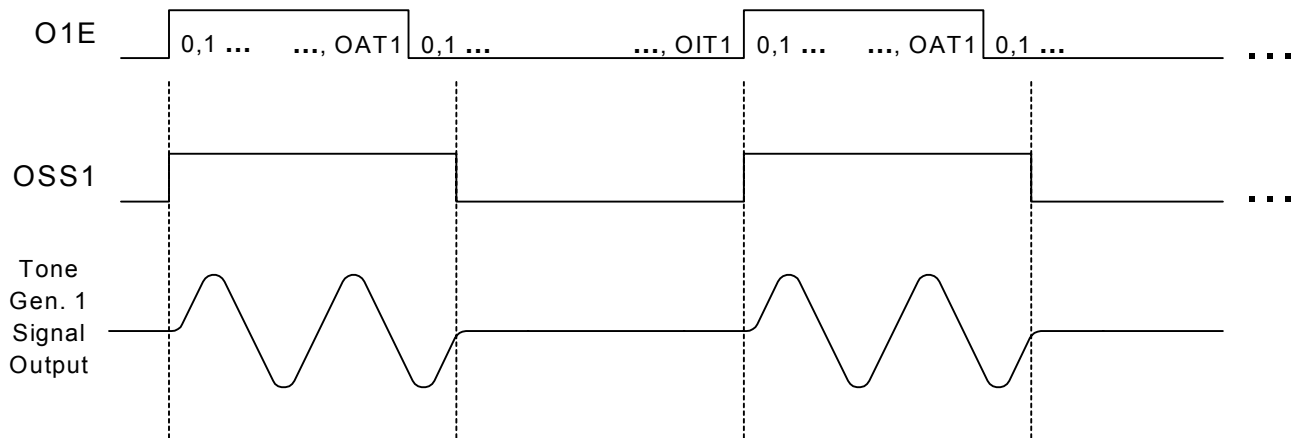 O1E
0,1 ... ..., OAT1 0,1 ... ..., OIT1 0,1 ... ..., OAT1 0,1 ...
...
OSS1
...
Tone
Gen. 1
Signal
Output